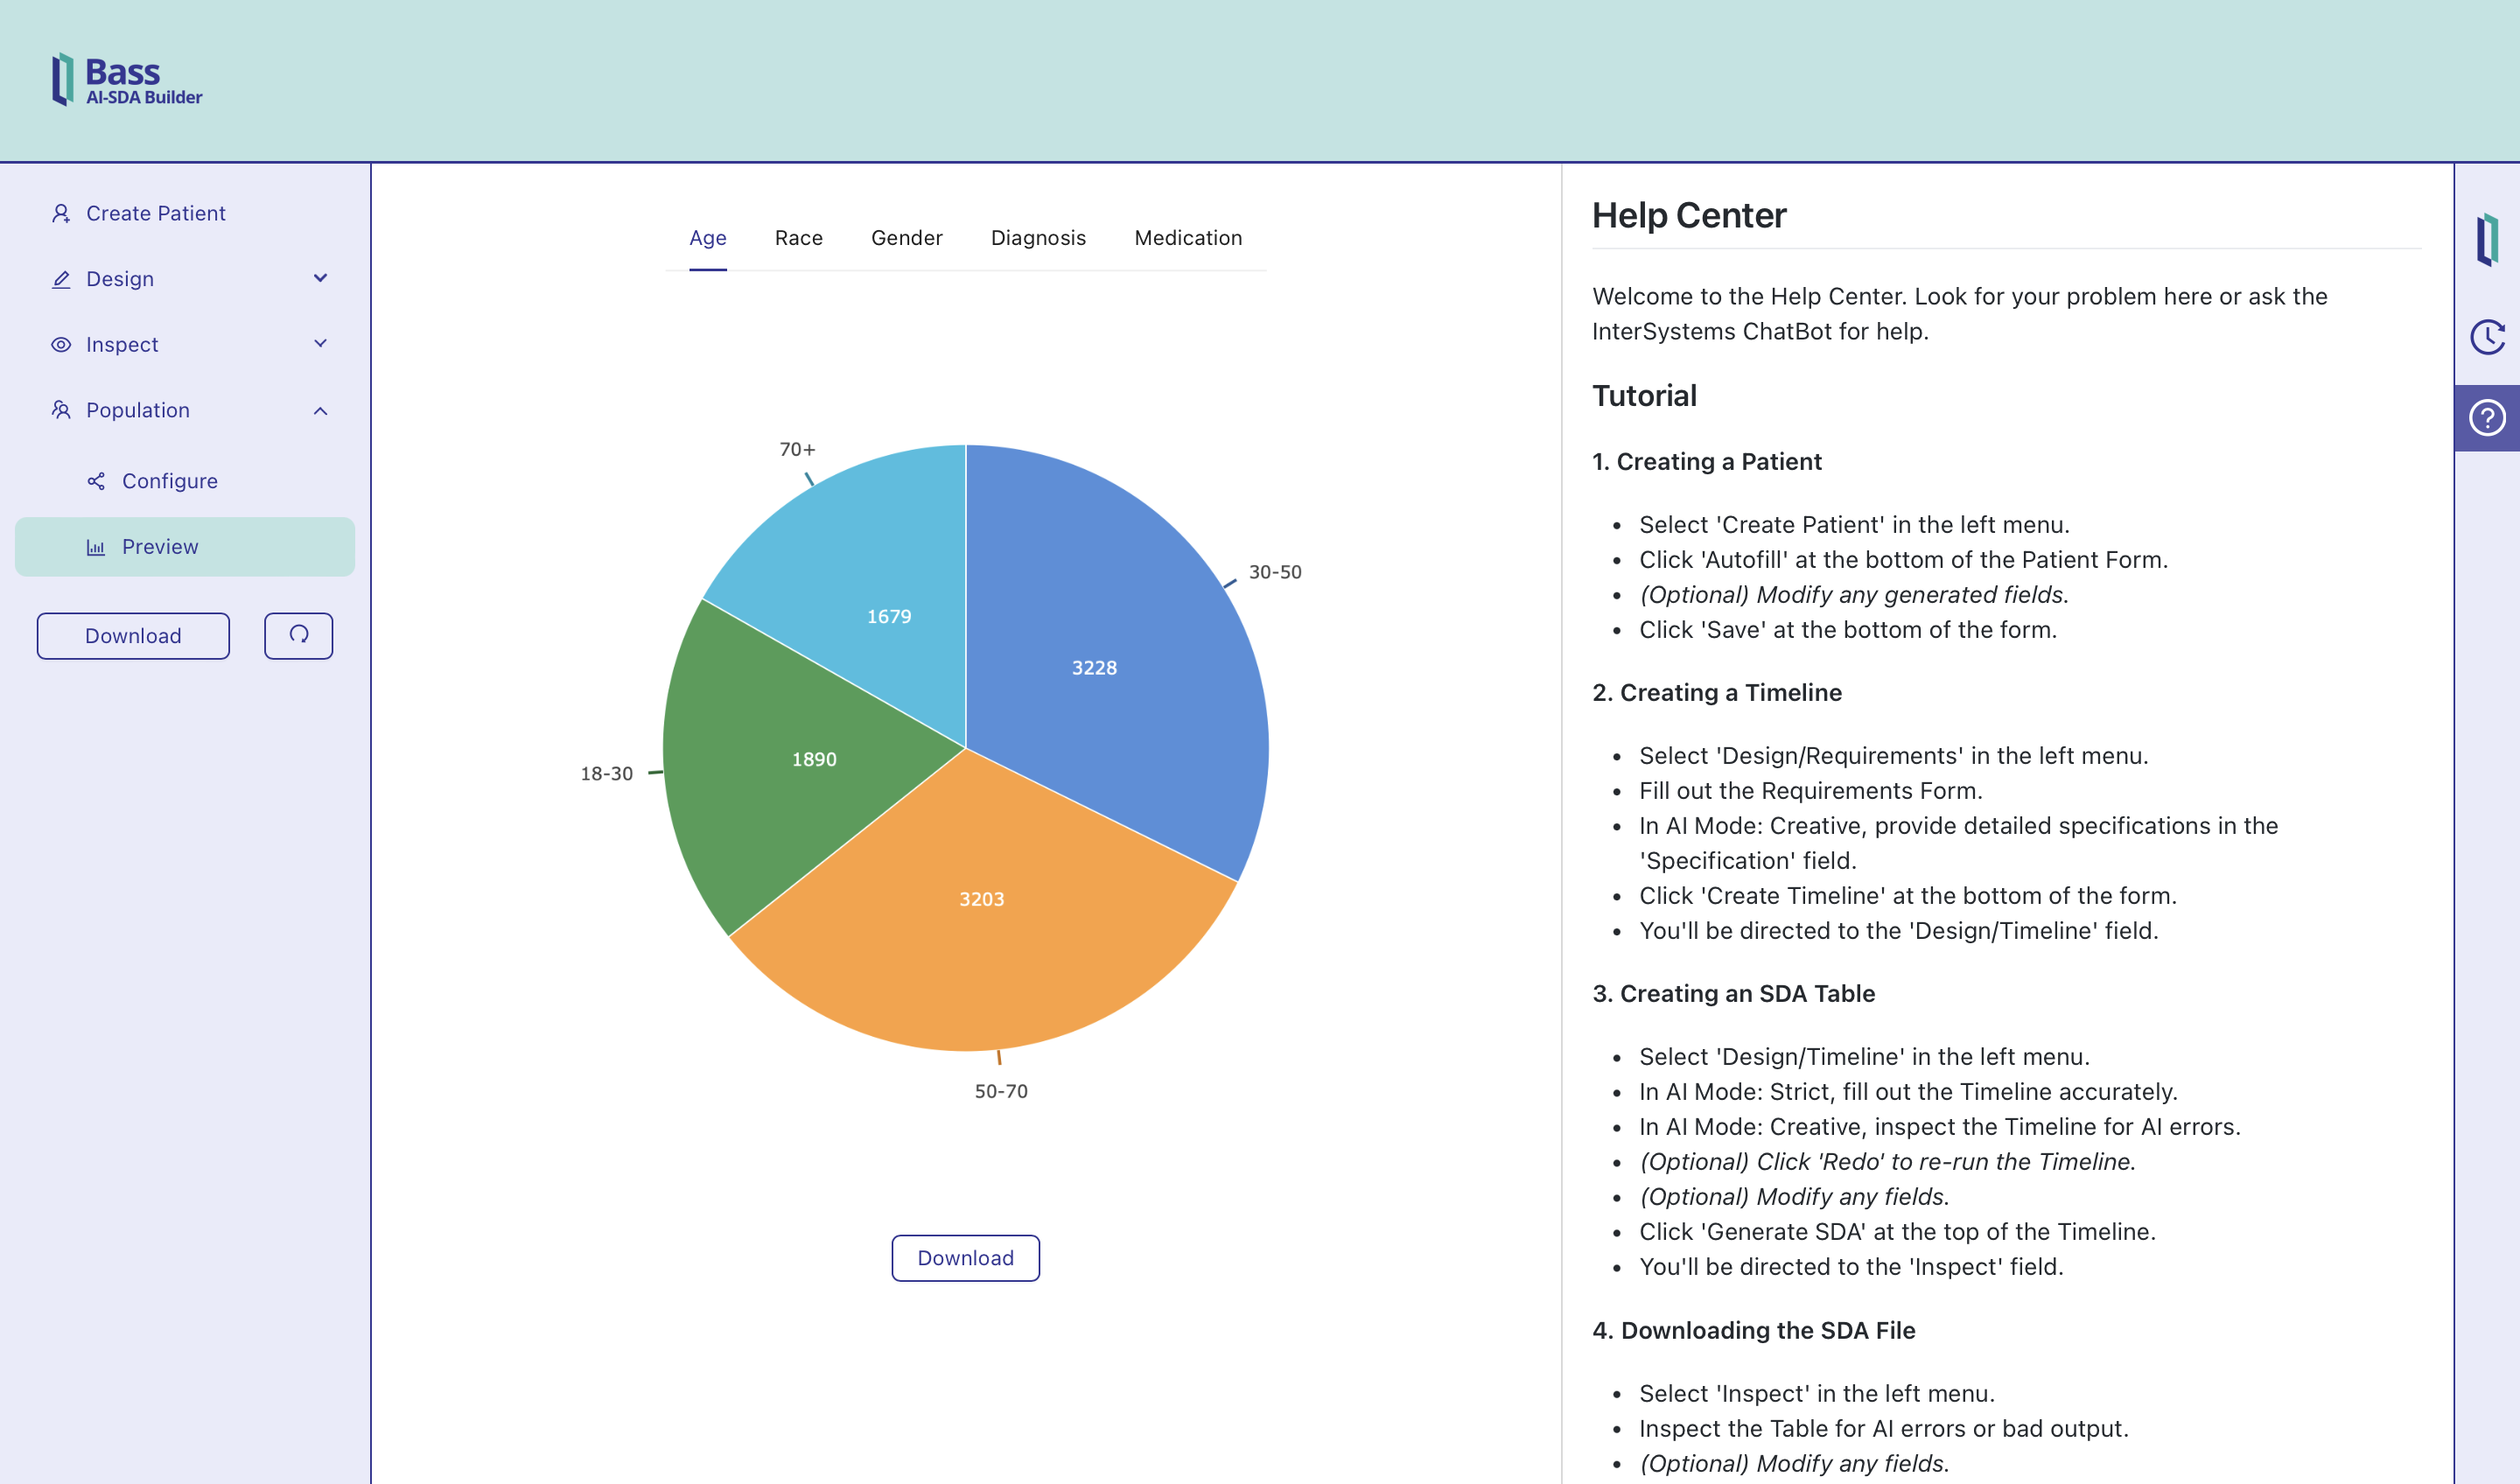 Bass
AI-SDA Builder
Create Patient
Design
Inspect
Population
Configure
Preview
Download
Age
Race
Gender
Diagnosis
Medication
70+
30-50
1679
3228
1890
18-30
3203
50-70
Download
Help Center
Welcome to the Help Center. Look for your problem here or ask the
InterSystems ChatBot for help.
Tutorial
1. Creating a Patient
• Select 'Create Patient' in the left menu.
• Click 'Autofill' at the bottom of the Patient Form.
• (Optional) Modify any generated fields.
• Click 'Save' at the bottom of the form.
2. Creating a Timeline
• Select 'Design/Requirements' in the left menu.
• Fill out the Requirements Form.
• In AI Mode: Creative, provide detailed specifications in the
'Specification' field.
• Click 'Create Timeline' at the bottom of the form.
• You'll be directed to the 'Design/Timeline' field.
3. Creating an SDA Table
• Select 'Design/Timeline' in the left menu.
• In AI Mode: Strict, fill out the Timeline accurately.
• In AI Mode: Creative, inspect the Timeline for AI errors.
• (Optional) Click 'Redo' to re-run the Timeline.
• (Optional) Modify any fields.
• Click 'Generate SDA' at the top of the Timeline.
• You'll be directed to the 'Inspect' field.
4. Downloading the SDA File
• Select 'Inspect' in the left menu.
• Inspect the Table for AI errors or bad output.
• (Optional) Modify any fields.